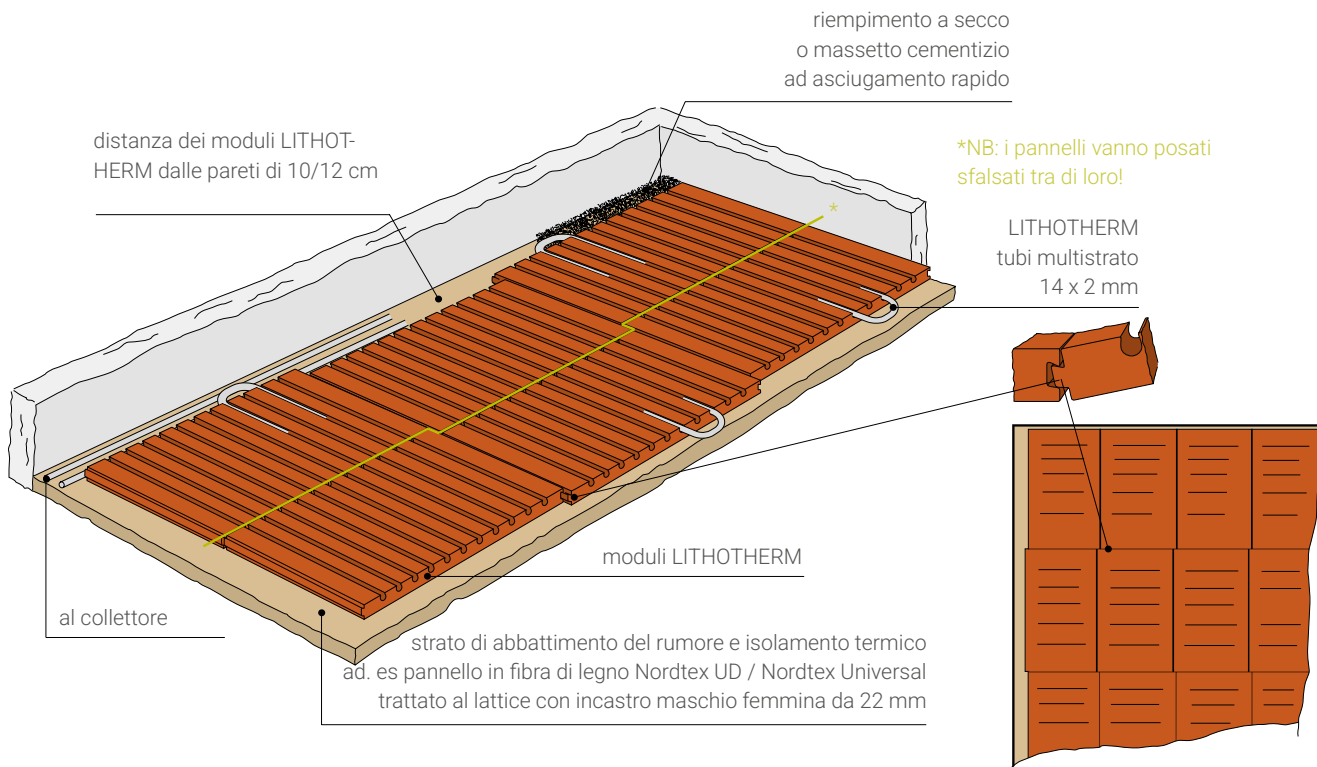 riempimento a secco
o massetto cementizio
ad asciugamento rapido
distanza dei moduli LITHOT-
HERM dalle pareti di 10/12 cm
*NB: i pannelli vanno posati
sfalsati tra di loro!
*
LITHOTHERM
tubi multistrato
14 x 2 mm
moduli LITHOTHERM
al collettore
strato di abbattimento del rumore e isolamento termico
ad. es pannello in fibra di legno Nordtex UD / Nordtex Universal
trattato al lattice con incastro maschio femmina da 22 mm